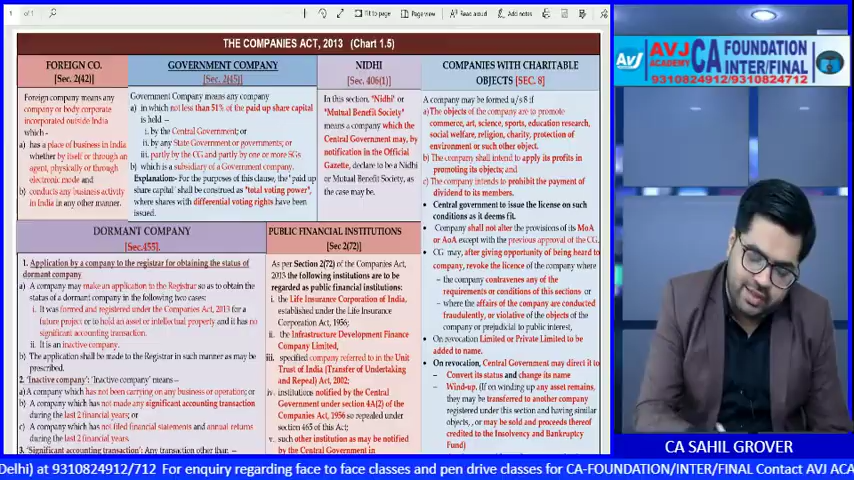 1 of 1
Fit to page
Page view
Read aloud
Add notes
THE COMPANIES ACT, 2013 (Chart 1.5)
FOREIGN CO.
[Sec. 2(42)]
Foreign company means any
company or body corporate
incorporated outside India
which -
a) has a place of business in India
whether by itself or through an
agent, physically or through
electronic mode and
b) conducts any business activity
in India in any other manner.
GOVERNMENT COMPANY
[Sec. 2(45)]
Government Company means any company
a) in which not less than 51% of the paid up share capital
is held –
i. by the Central Government; or
ii. by any State Government or governments; or
iii. partly by the CG and partly by one or more SGs
b) which is a subsidiary of a Government company.
Explanation:- For the purposes of this clause, the 'paid up
share capital' shall be construed as "total voting power",
where shares with differential voting rights have been
issued.
NIDHI
[Sec. 406(1)]
In this section, 'Nidhi' or
"Mutual Benefit Society"
means a company which the
Central Government may, by
notification in the Official
Gazette, declare to be a Nidhi
or Mutual Benefit Society, as
the case may be.
COMPANIES WITH CHARITABLE
OBJECTS [SEC. 8]
A company may be formed u/s 8 if
a)The objects of the company are to promote
commerce, art, science, sports, education research,
social welfare, religion, charity, protection of
environment or such other object.
b) The company shall intend to apply its profits in
promoting its objects; and
c) The company intends to prohibit the payment of
dividend to its members.
• Central government to issue the license on such
conditions as it deems fit.
• Company shall not alter the provisions of its MoA
or AoA except with the previous approval of the CG.
• CG may, after giving opportunity of being heard to
company, revoke the licence of the company where
– the company contravenes any of the
requirements or conditions of this sections or
– where the affairs of the company are conducted
fraudulently, or violative of the objects of the
company or prejudicial to public interest,
• On revocation Limited or Private Limited to be
added to name.
• On revocation, Central Government may direct it to
– Convert its status and change its name
– Wind-up, (If on winding up any asset remains,
they may be transferred to another company
registered under this section and having similar
objects, , or may be sold and proceeds thereof
credited to the Insolvency and Bankruptcy
Fund)
DORMANT COMPANY
[Sec.455].
1. Application by a company to the registrar for obtaining the status of
dormant company
a) A company may make an application to the Registrar so as to obtain the
status of a dormant company in the following two cases:
i. It was formed and registered under the Companies Act, 2013 for a
future project or to hold an asset or intellectual property and it has no
significant accounting transaction.
ii. It is an inactive company.
b) The application shall be made to the Registrar in such manner as may be
prescribed.
2. 'Inactive company': 'Inactive company' means –
a) A company which has not been carrying on any business or operation; or
b) A company which has not made any significant accounting transaction
during the last 2 financial years; or
c) A company which has not filed financial statements and annual returns
during the last 2 financial years.
3. 'Significant accounting transaction': Any transaction other than –
PUBLIC FINANCIAL INSTITUTIONS
[Sec 2(72)]
As per Section 2(72) of the Companies Act,
2013 the following institutions are to be
regarded as public financial institutions:
i. the Life Insurance Corporation of India,
established under the Life Insurance
Corporation Act, 1956;
ii. the Infrastructure Development Finance
Company Limited,
iii. specified company referred to in the Unit
Trust of India (Transfer of Undertaking
and Repeal) Act, 2002;
iv. institutions notified by the Central
Government under section 4A(2) of the
Companies Act, 1956 so repealed under
section 465 of this Act;
v. such other institution as may be notified
by the Central Government in
AVJ
AVJ
ACADEMY
CA FOUNDATION
INTER/FINAL
9310824912/9310824712
CA SAHIL GROVER
Delhi) at 9310824912/712 For enquiry regarding face to face classes and pen drive classes for CA-FOUNDATION/INTER/FINAL Contact AVJ ACA